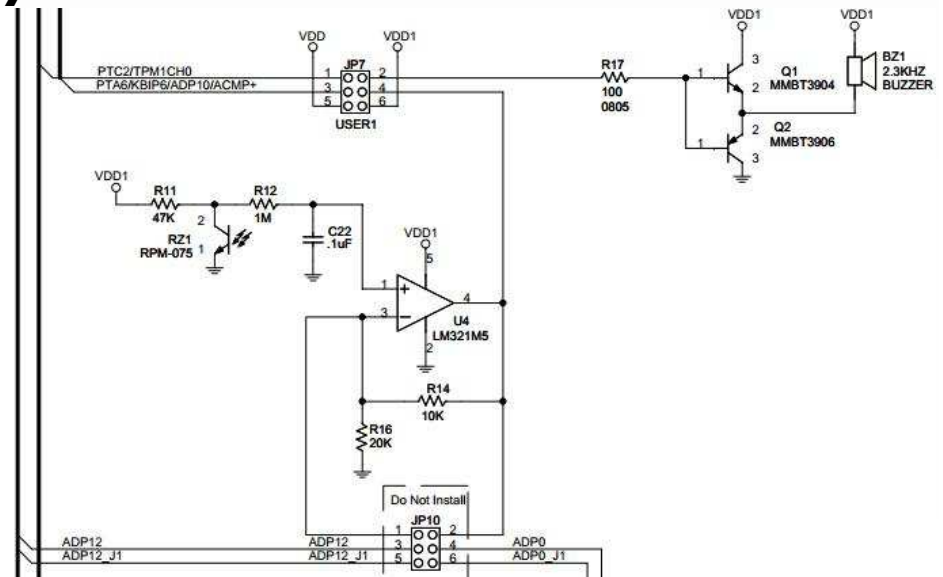 VDD VDD1
JP7
PTC2/TPM1CH0 1 2
PTA6/KBIP6/ADP10/ACMP+ 3 4
5 6
USER1
R17
100
0805
VDD1
3
1 Q1
2 MMBT3904
VDD1
BZ1
2.3KHZ
BUZZER
2 Q2
1 MMBT3906
3
VDD1
R11
47K
R12
1M
2
RZ1 1
RPM-075
C22
.1uF
VDD1
5
1 +
3 -
4
U4
LM321M5
2
R14
10K
R16
20K
Do Not Install
JP10
1 2
ADP12 ADP12 3 4 ADP0
ADP12_J1 ADP12_J1 5 6 ADP0_J1